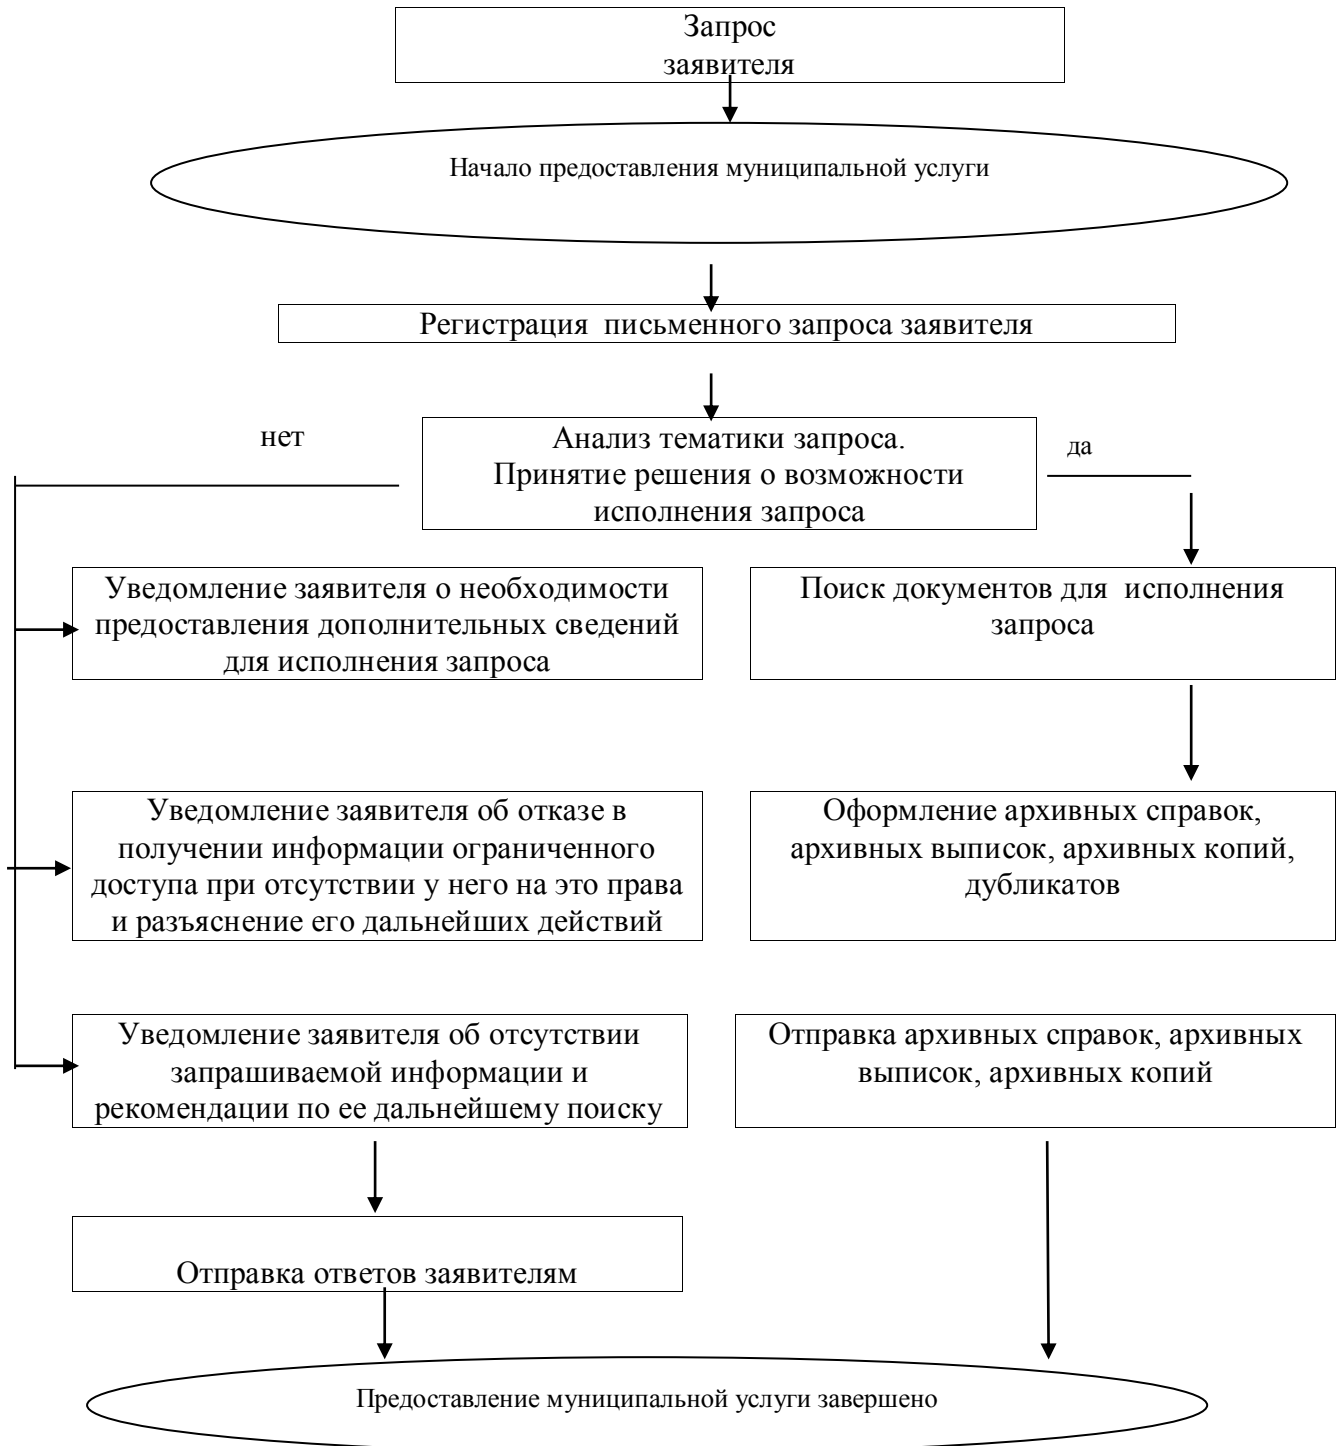 Запрос
заявителя
Начало предоставления муниципальной услуги
Регистрация  письменного запроса заявителя
нет
Анализ тематики запроса.
Принятие решения о возможности
исполнения запроса
да
Уведомление заявителя о необходимости
предоставления дополнительных сведений
для исполнения запроса
Поиск документов для  исполнения
запроса
Уведомление заявителя об отказе в
получении информации ограниченного
доступа при отсутствии у него на это права
и разъяснение его дальнейших действий
Оформление архивных справок,
архивных выписок, архивных копий,
дубликатов
Уведомление заявителя об отсутствии
запрашиваемой информации и
рекомендации по ее дальнейшему поиску
Отправка архивных справок, архивных
выписок, архивных копий
Отправка ответов заявителям
Предоставление муниципальной услуги завершено